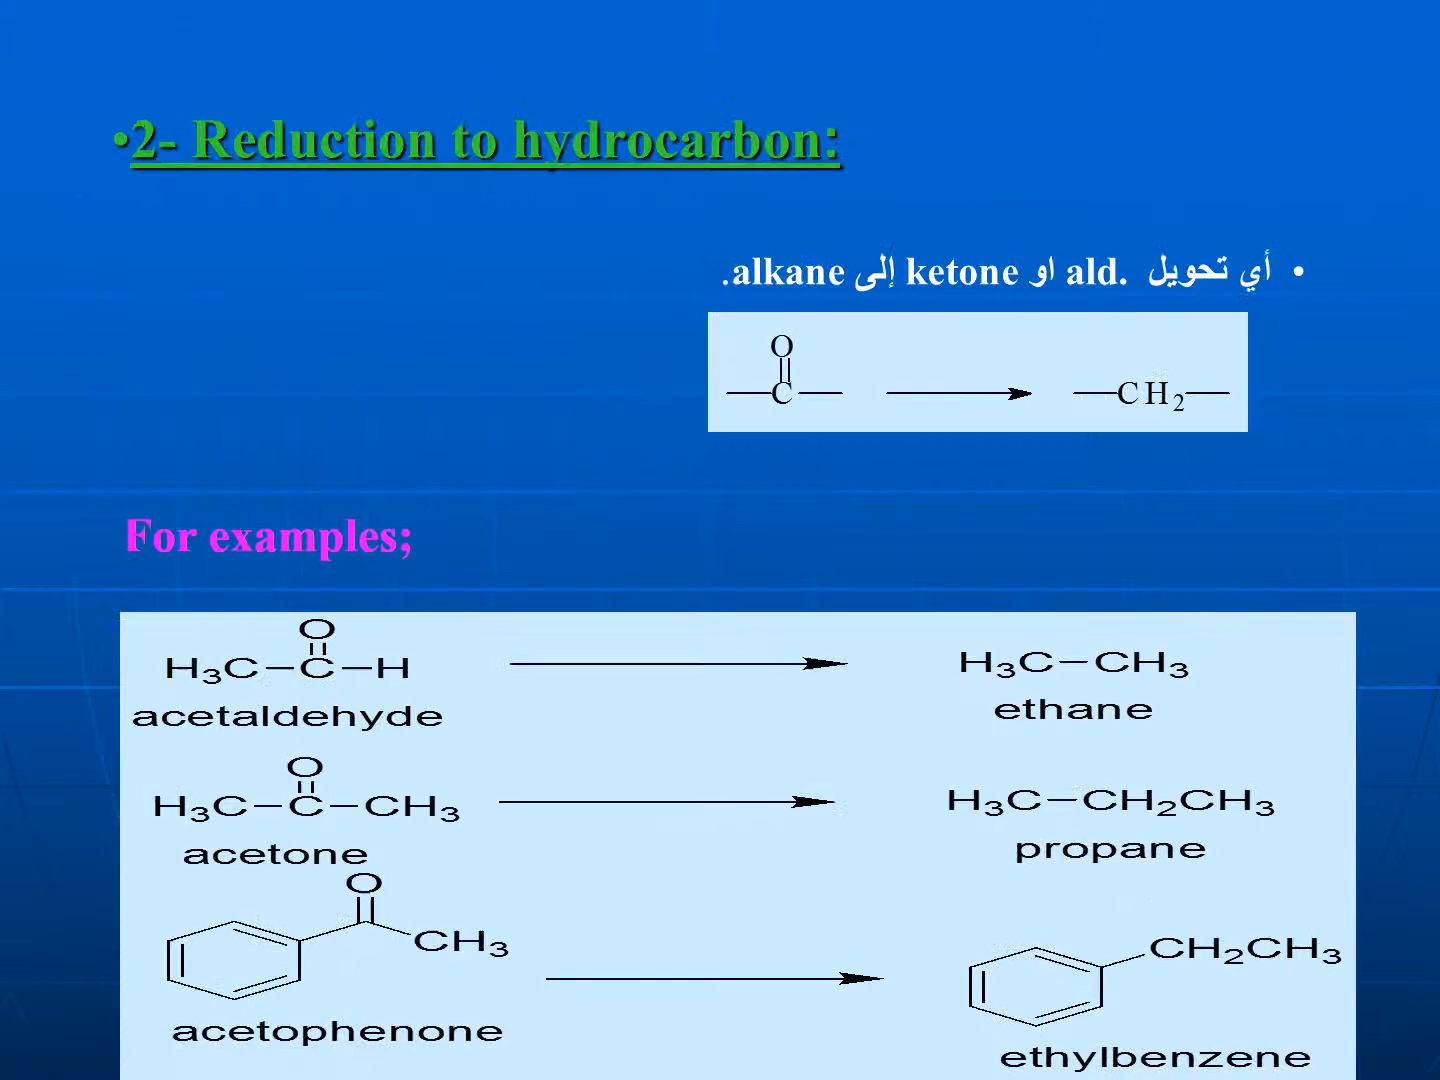 •2- Reduction to hydrocarbon:
• أي تحويل ald. او ketone إلى alkane.
O
—C— —CH2—
For examples;
O
H3C—C—H H3C—CH3
acetaldehyde ethane
O
H3C—C—CH3 H3C—CH2CH3
acetone propane
O
CH3 CH2CH3
acetophenone ethylbenzene